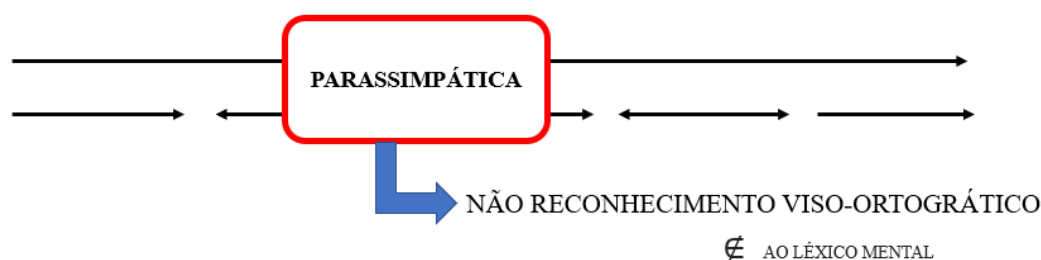 PARASSIMPÁTICA
NÃO RECONHECIMENTO VISO-ORTOGRÁTICO
∉ AO LÉXICO MENTAL